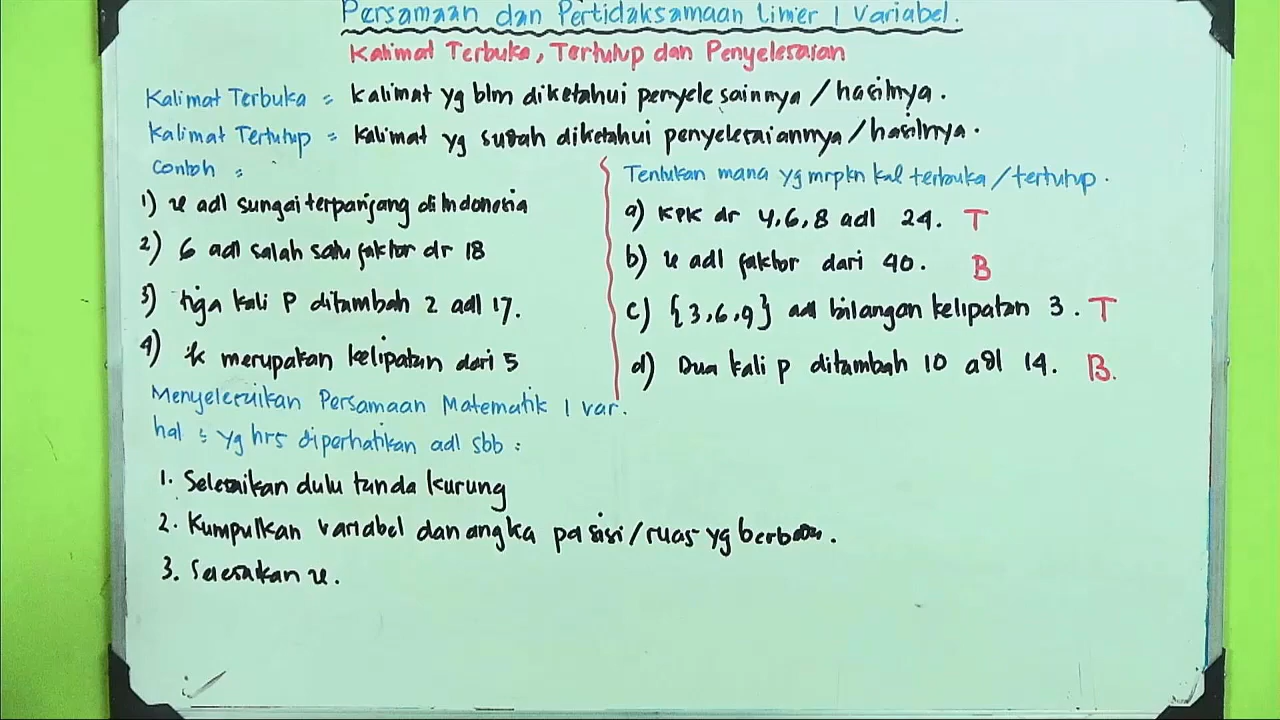 Persamaan dan Pertidaksamaan Linier 1 Variabel.
Kalimat Terbuka, Tertutup dan Penyelesaian
Kalimat Terbuka = kalimat yg blm diketahui penyelesainnya / hasilnya.
Kalimat Tertutup = kalimat yg sudah diketahui penyelesaiannya / hasilnya.
Contoh :
1) x adl sungai terpanjang di Indonesia
2) 6 adl salah satu faktor dr 18
3) tiga kali P ditambah 2 adl 17.
4) k merupakan kelipatan dari 5
Tentukan mana yg mrpkn kal terbuka / tertutup.
a) KPK dr 4,6,8 adl 24. T
b) x adl faktor dari 40. B
c) {3,6,9} adl bilangan kelipatan 3. T
d) Dua kali p ditambah 10 adl 14. B.
Menyelesaikan Persamaan Matematik 1 var.
hal : yg hrs diperhatikan adl sbb :
1. Selesaikan dulu tanda kurung
2. Kumpulkan variabel dan angka pa sisi / ruas yg
3. Selesaikan x.